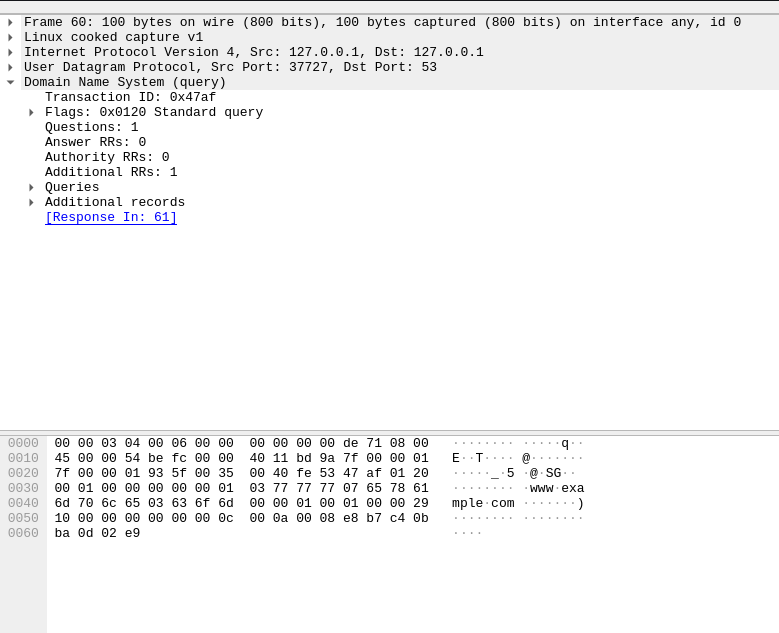 Frame 60: 100 bytes on wire (800 bits), 100 bytes captured (800 bits) on interface any, id 0
Linux cooked capture v1
Internet Protocol Version 4, Src: 127.0.0.1, Dst: 127.0.0.1
User Datagram Protocol, Src Port: 37727, Dst Port: 53
Domain Name System (query)
Transaction ID: 0x47af
Flags: 0x0120 Standard query
Questions: 1
Answer RRs: 0
Authority RRs: 0
Additional RRs: 1
Queries
Additional records
[Response In: 61]
0000 00 00 03 04 00 06 00 00 00 00 00 00 de 71 08 00 ········ ·····q··
0010 45 00 00 54 be fc 00 00 40 11 bd 9a 7f 00 00 01 E··T···· @·······
0020 7f 00 00 01 93 5f 00 35 00 40 fe 53 47 af 01 20 ·····_·5 ·@·SG·· 
0030 00 01 00 00 00 00 00 01 03 77 77 77 07 65 78 61 ········ ·www·exa
0040 6d 70 6c 65 03 63 6f 6d 00 00 01 00 01 00 00 29 mple·com ·······)
0050 10 00 00 00 00 00 00 0c 00 0a 00 08 e8 b7 c4 0b ········ ········
0060 ba 0d 02 e9 ····